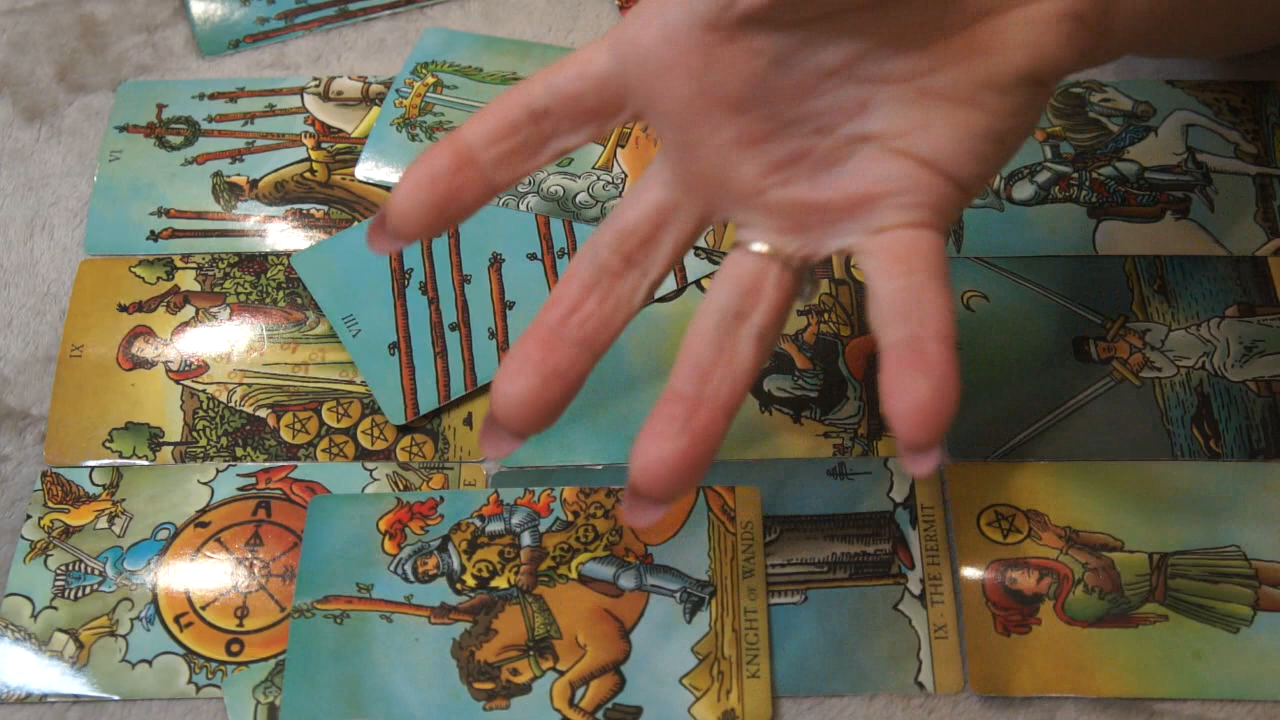 VI
VIII
IX
E
KNIGHT OF WANDS
IX - THE HERMIT